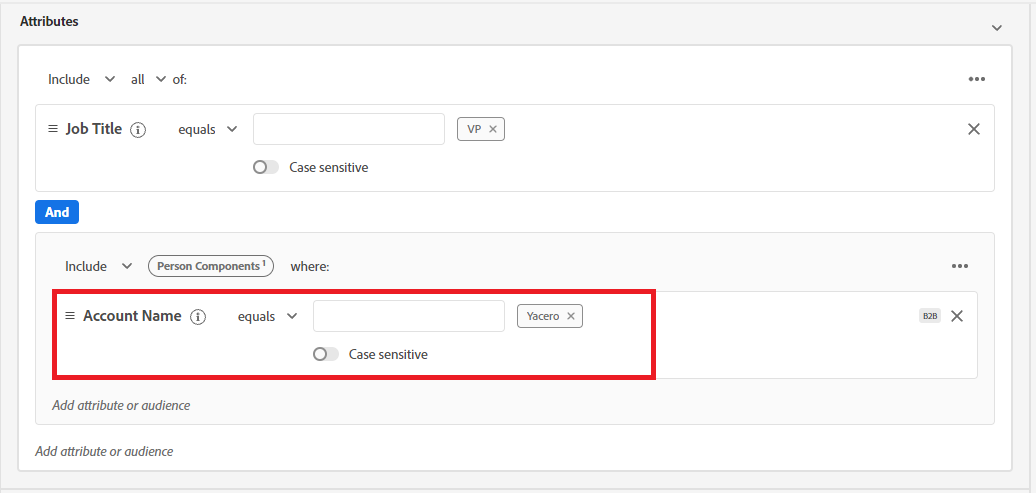 Attributes
Include all of:
Job Title equals VP
Case sensitive
And
Include Person Components 1 where:
Account Name equals Yacero B2B
Case sensitive
Add attribute or audience
Add attribute or audience